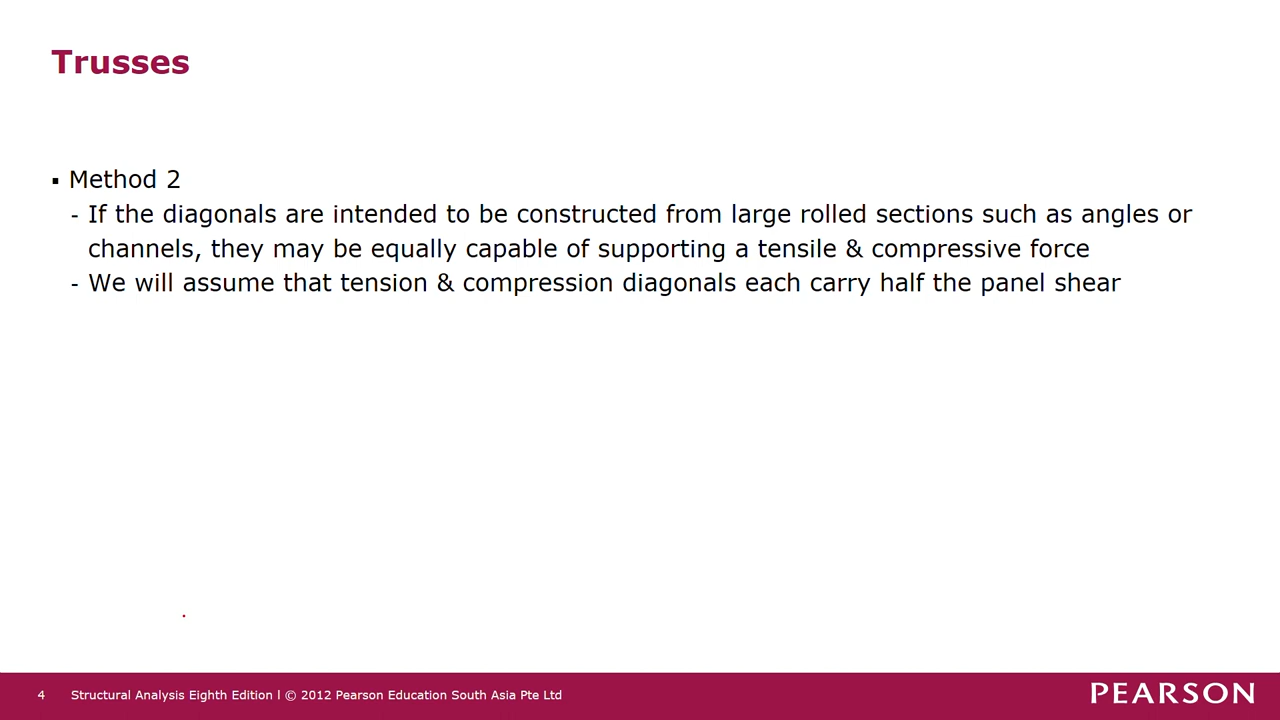 Trusses
▪ Method 2
- If the diagonals are intended to be constructed from large rolled sections such as angles or
channels, they may be equally capable of supporting a tensile & compressive force
- We will assume that tension & compression diagonals each carry half the panel shear
4 Structural Analysis Eighth Edition l © 2012 Pearson Education South Asia Pte Ltd
PEARSON